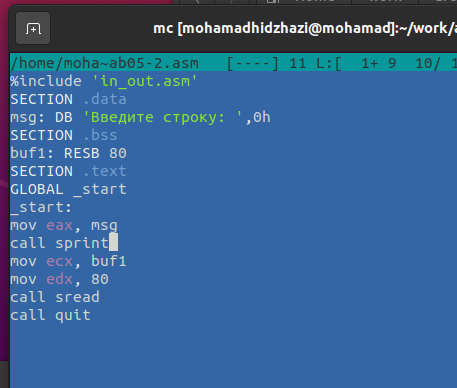 mc [mohamadhidzhazi@mohamad]:~/work/a
/home/moha~ab05-2.asm [----] 11 L:[ 1+ 9 10/ 1
%include 'in_out.asm'
SECTION .data
msg: DB 'Введите строку: ',0h
SECTION .bss
buf1: RESB 80
SECTION .text
GLOBAL _start
_start:
mov eax, msg
call sprint
mov ecx, buf1
mov edx, 80
call sread
call quit